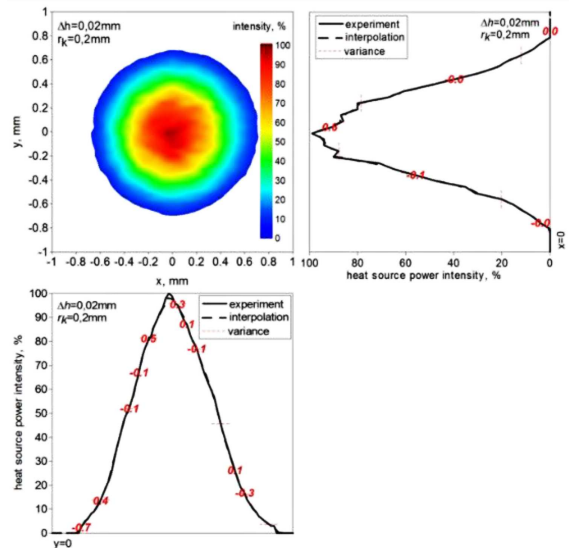 Δh=0,02mm
rk=0,2mm
intensity, %
100
90
80
70
60
50
40
30
20
10
0
1
0.8
0.6
0.4
0.2
0
-0.2
-0.4
-0.6
-0.8
-1
y, mm
-1 -0.8 -0.6 -0.4 -0.2 0 0.2 0.4 0.6 0.8 1
x, mm
Δh=0,02mm
rk=0,2mm
experiment
interpolation
variance
0.0
-0.0
-0.1
-0.0
100 80 60 40 20 0
x=0
heat source power intensity, %
Δh=0,02mm
rk=0,2mm
experiment
interpolation
variance
100
90
80
70
60
50
40
30
20
10
0
heat source power intensity, %
0.3
0.1
-0.1
0.5
-0.1
-0.1
0.1
-0.3
0.4
-0.7
y=0